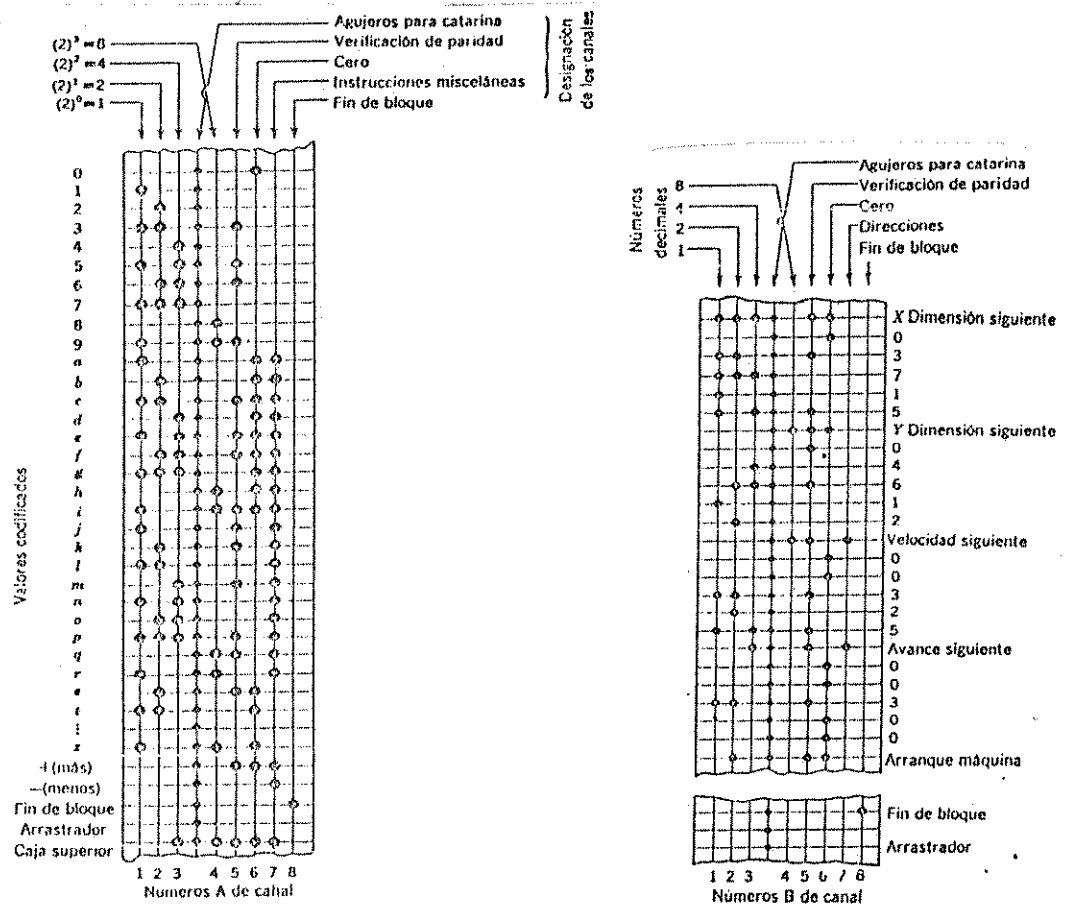 Agujeros para catarina
(2)³ = 8
Verificación de paridad
(2)² = 4
Cero
(2)¹ = 2
Instrucciones misceláneas
(2)⁰ = 1
Fin de bloque
Designación
de los canales
Valores codificados
0
1
2
3
4
5
6
7
8
9
a
b
c
d
e
f
g
h
i
j
k
l
m
n
o
p
q
r
s
t
⋮
z
+ (más)
—(menos)
Fin de bloque
Arrastrador
Caja superior
1 2 3 4 5 6 7 8
Números A de canal
Números
decimales
8
4
2
1
Agujeros para catarina
Verificación de paridad
Cero
Direcciones
Fin de bloque
X Dimensión siguiente
0
3
7
1
5
Y Dimensión siguiente
0
4
6
1
2
Velocidad siguiente
0
0
3
2
5
Avance siguiente
0
0
3
0
0
Arranque máquina
Fin de bloque
Arrastrador
1 2 3 4 5 6 7 8
Números B de canal